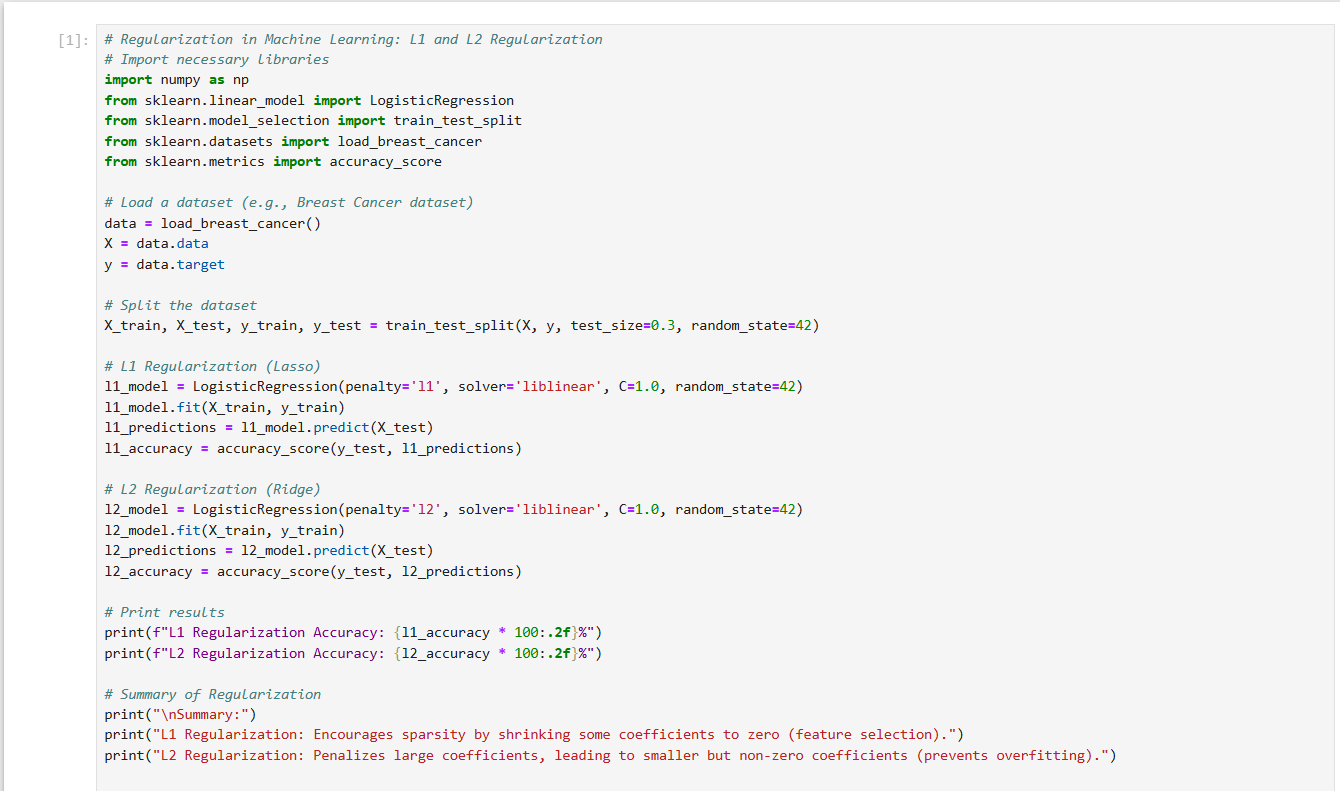 [1]: # Regularization in Machine Learning: L1 and L2 Regularization
# Import necessary libraries
import numpy as np
from sklearn.linear_model import LogisticRegression
from sklearn.model_selection import train_test_split
from sklearn.datasets import load_breast_cancer
from sklearn.metrics import accuracy_score
# Load a dataset (e.g., Breast Cancer dataset)
data = load_breast_cancer()
X = data.data
y = data.target
# Split the dataset
X_train, X_test, y_train, y_test = train_test_split(X, y, test_size=0.3, random_state=42)
# L1 Regularization (Lasso)
l1_model = LogisticRegression(penalty='l1', solver='liblinear', C=1.0, random_state=42)
l1_model.fit(X_train, y_train)
l1_predictions = l1_model.predict(X_test)
l1_accuracy = accuracy_score(y_test, l1_predictions)
# L2 Regularization (Ridge)
l2_model = LogisticRegression(penalty='l2', solver='liblinear', C=1.0, random_state=42)
l2_model.fit(X_train, y_train)
l2_predictions = l2_model.predict(X_test)
l2_accuracy = accuracy_score(y_test, l2_predictions)
# Print results
print(f"L1 Regularization Accuracy: {l1_accuracy * 100:.2f}%")
print(f"L2 Regularization Accuracy: {l2_accuracy * 100:.2f}%")
# Summary of Regularization
print("\nSummary:")
print("L1 Regularization: Encourages sparsity by shrinking some coefficients to zero (feature selection).")
print("L2 Regularization: Penalizes large coefficients, leading to smaller but non-zero coefficients (prevents overfitting).")